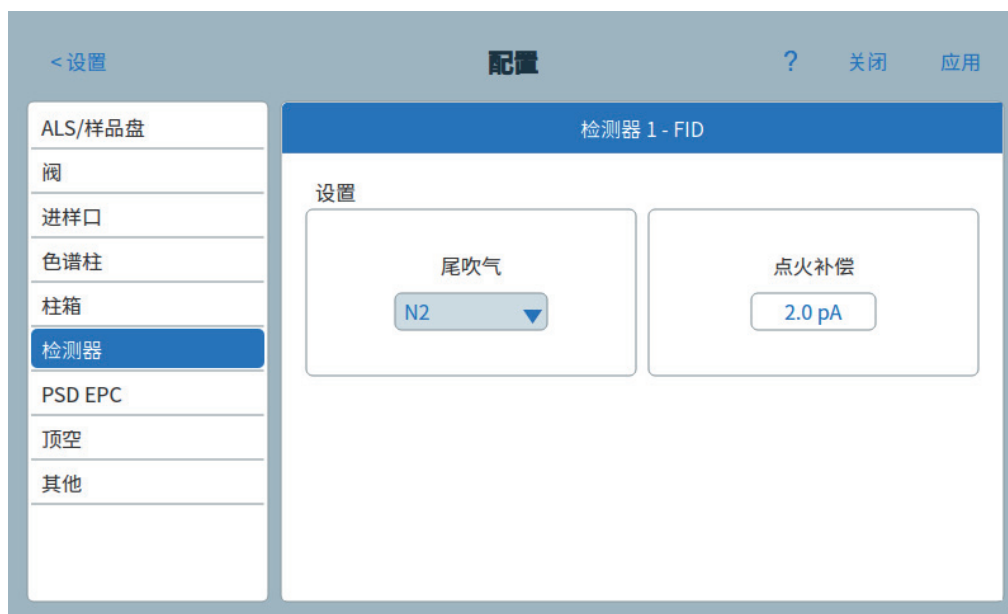 <设置 配置 ? 关闭 应用
ALS/样品盘
阀
进样口
色谱柱
柱箱
检测器
PSD EPC
顶空
其他
检测器 1 - FID
设置
尾吹气
N2
点火补偿
2.0 pA